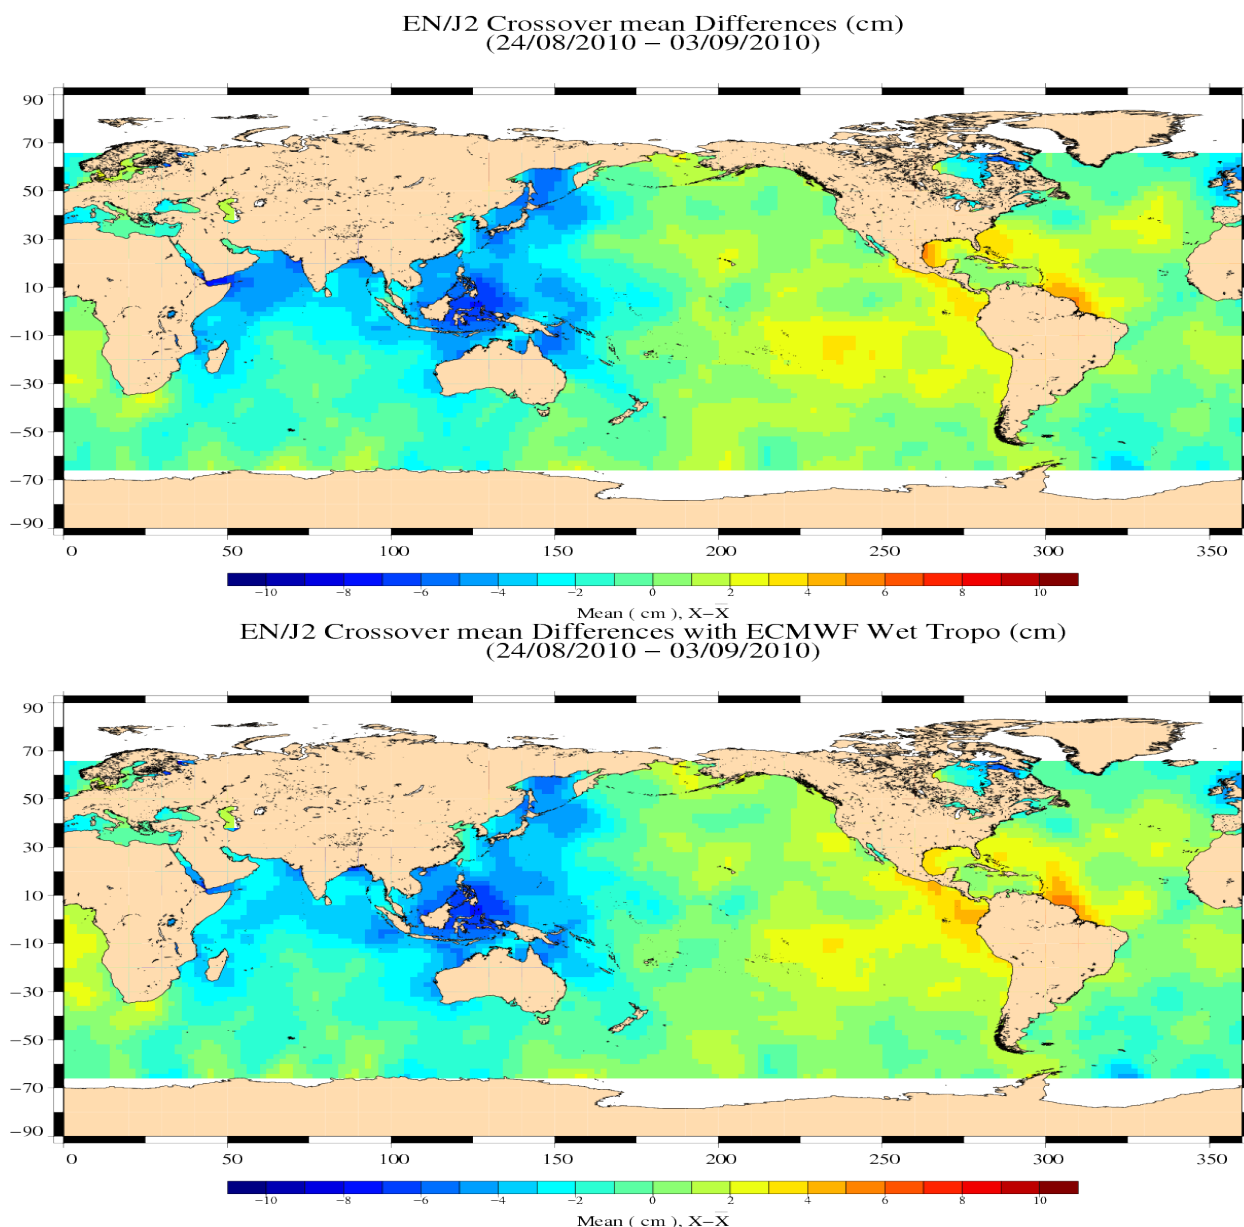 EN/J2 Crossover mean Differences (cm)
(24/08/2010 − 03/09/2010)
90
70
50
30
10
−10
−30
−50
−70
−90
0 50 100 150 200 250 300 350
−10 −8 −6 −4 −2 0 2 4 6 8 10
Mean ( cm ), X−X̅
EN/J2 Crossover mean Differences with ECMWF Wet Tropo (cm)
(24/08/2010 − 03/09/2010)
90
70
50
30
10
−10
−30
−50
−70
−90
0 50 100 150 200 250 300 350
−10 −8 −6 −4 −2 0 2 4 6 8 10
Mean ( cm ), X−X̅